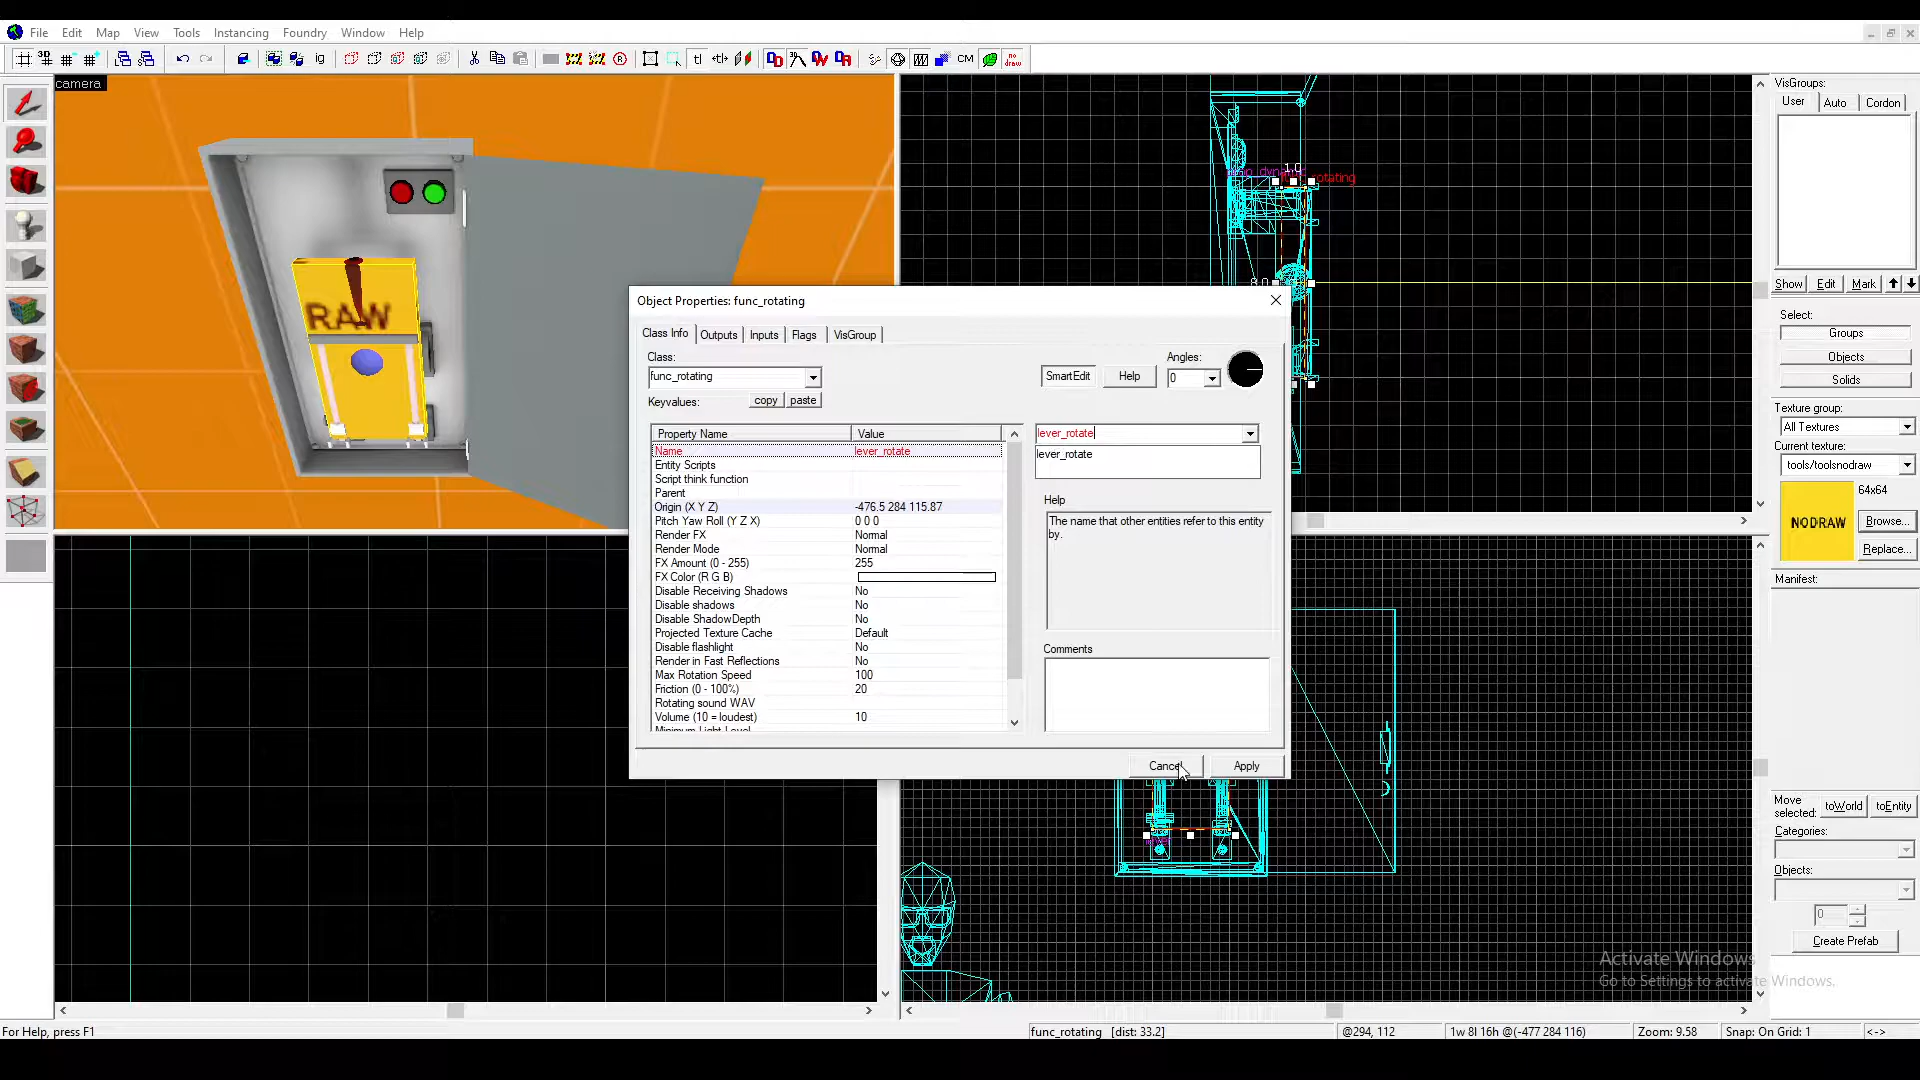 File Edit Map View Tools Instancing Foundry Window Help
camera
RAW
1.0
rotating
Object Properties: func_rotating
Class Info Outputs Inputs Flags VisGroup
Class:
func_rotating
SmartEdit Help
Angles:
0
Keyvalues: copy paste
Property Name Value
Name lever_rotate
Entity Scripts
Script think function
Parent
Origin (X Y Z) -476.5 284 115.87
Pitch Yaw Roll (Y Z X) 0 0 0
Render FX Normal
Render Mode Normal
FX Amount (0 - 255) 255
FX Color (R G B)
Disable Receiving Shadows No
Disable shadows No
Disable ShadowDepth No
Projected Texture Cache Default
Disable flashlight No
Render in Fast Reflections No
Max Rotation Speed 100
Friction (0 - 100%) 20
Rotating sound WAV
Volume (10 = loudest) 10
Minimum Light Level
lever_rotate
lever_rotate
Help
The name that other entities refer to this entity
by.
Comments
Cancel Apply
VisGroups:
User Auto Cordon
Show Edit Mark
Select:
Groups
Objects
Solids
Texture group:
All Textures
Current texture:
tools/toolsnodraw
64x64
NODRAW
Browse...
Replace...
Manifest:
Move
selected: toWorld toEntity
Categories:
Objects:
0
Create Prefab
Activate Windows
Go to Settings to activate Windows.
For Help, press F1
func_rotating [dist: 33.2]
@294, 112
1w 8l 16h @(-477 284 116)
Zoom: 9.58
Snap: On Grid: 1
<->